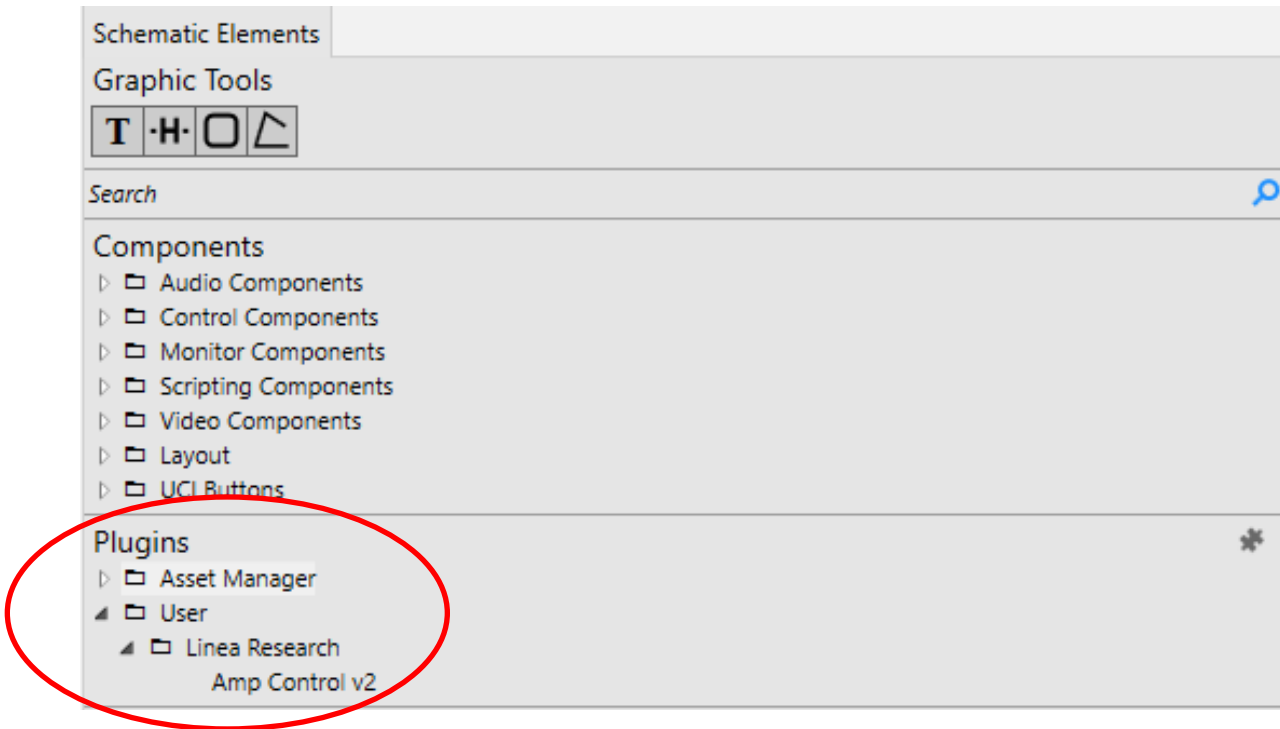 Schematic Elements
Graphic Tools
T ·H·
Search
Components
Audio Components
Control Components
Monitor Components
Scripting Components
Video Components
Layout
UCI Buttons
Plugins
Asset Manager
User
Linea Research
Amp Control v2